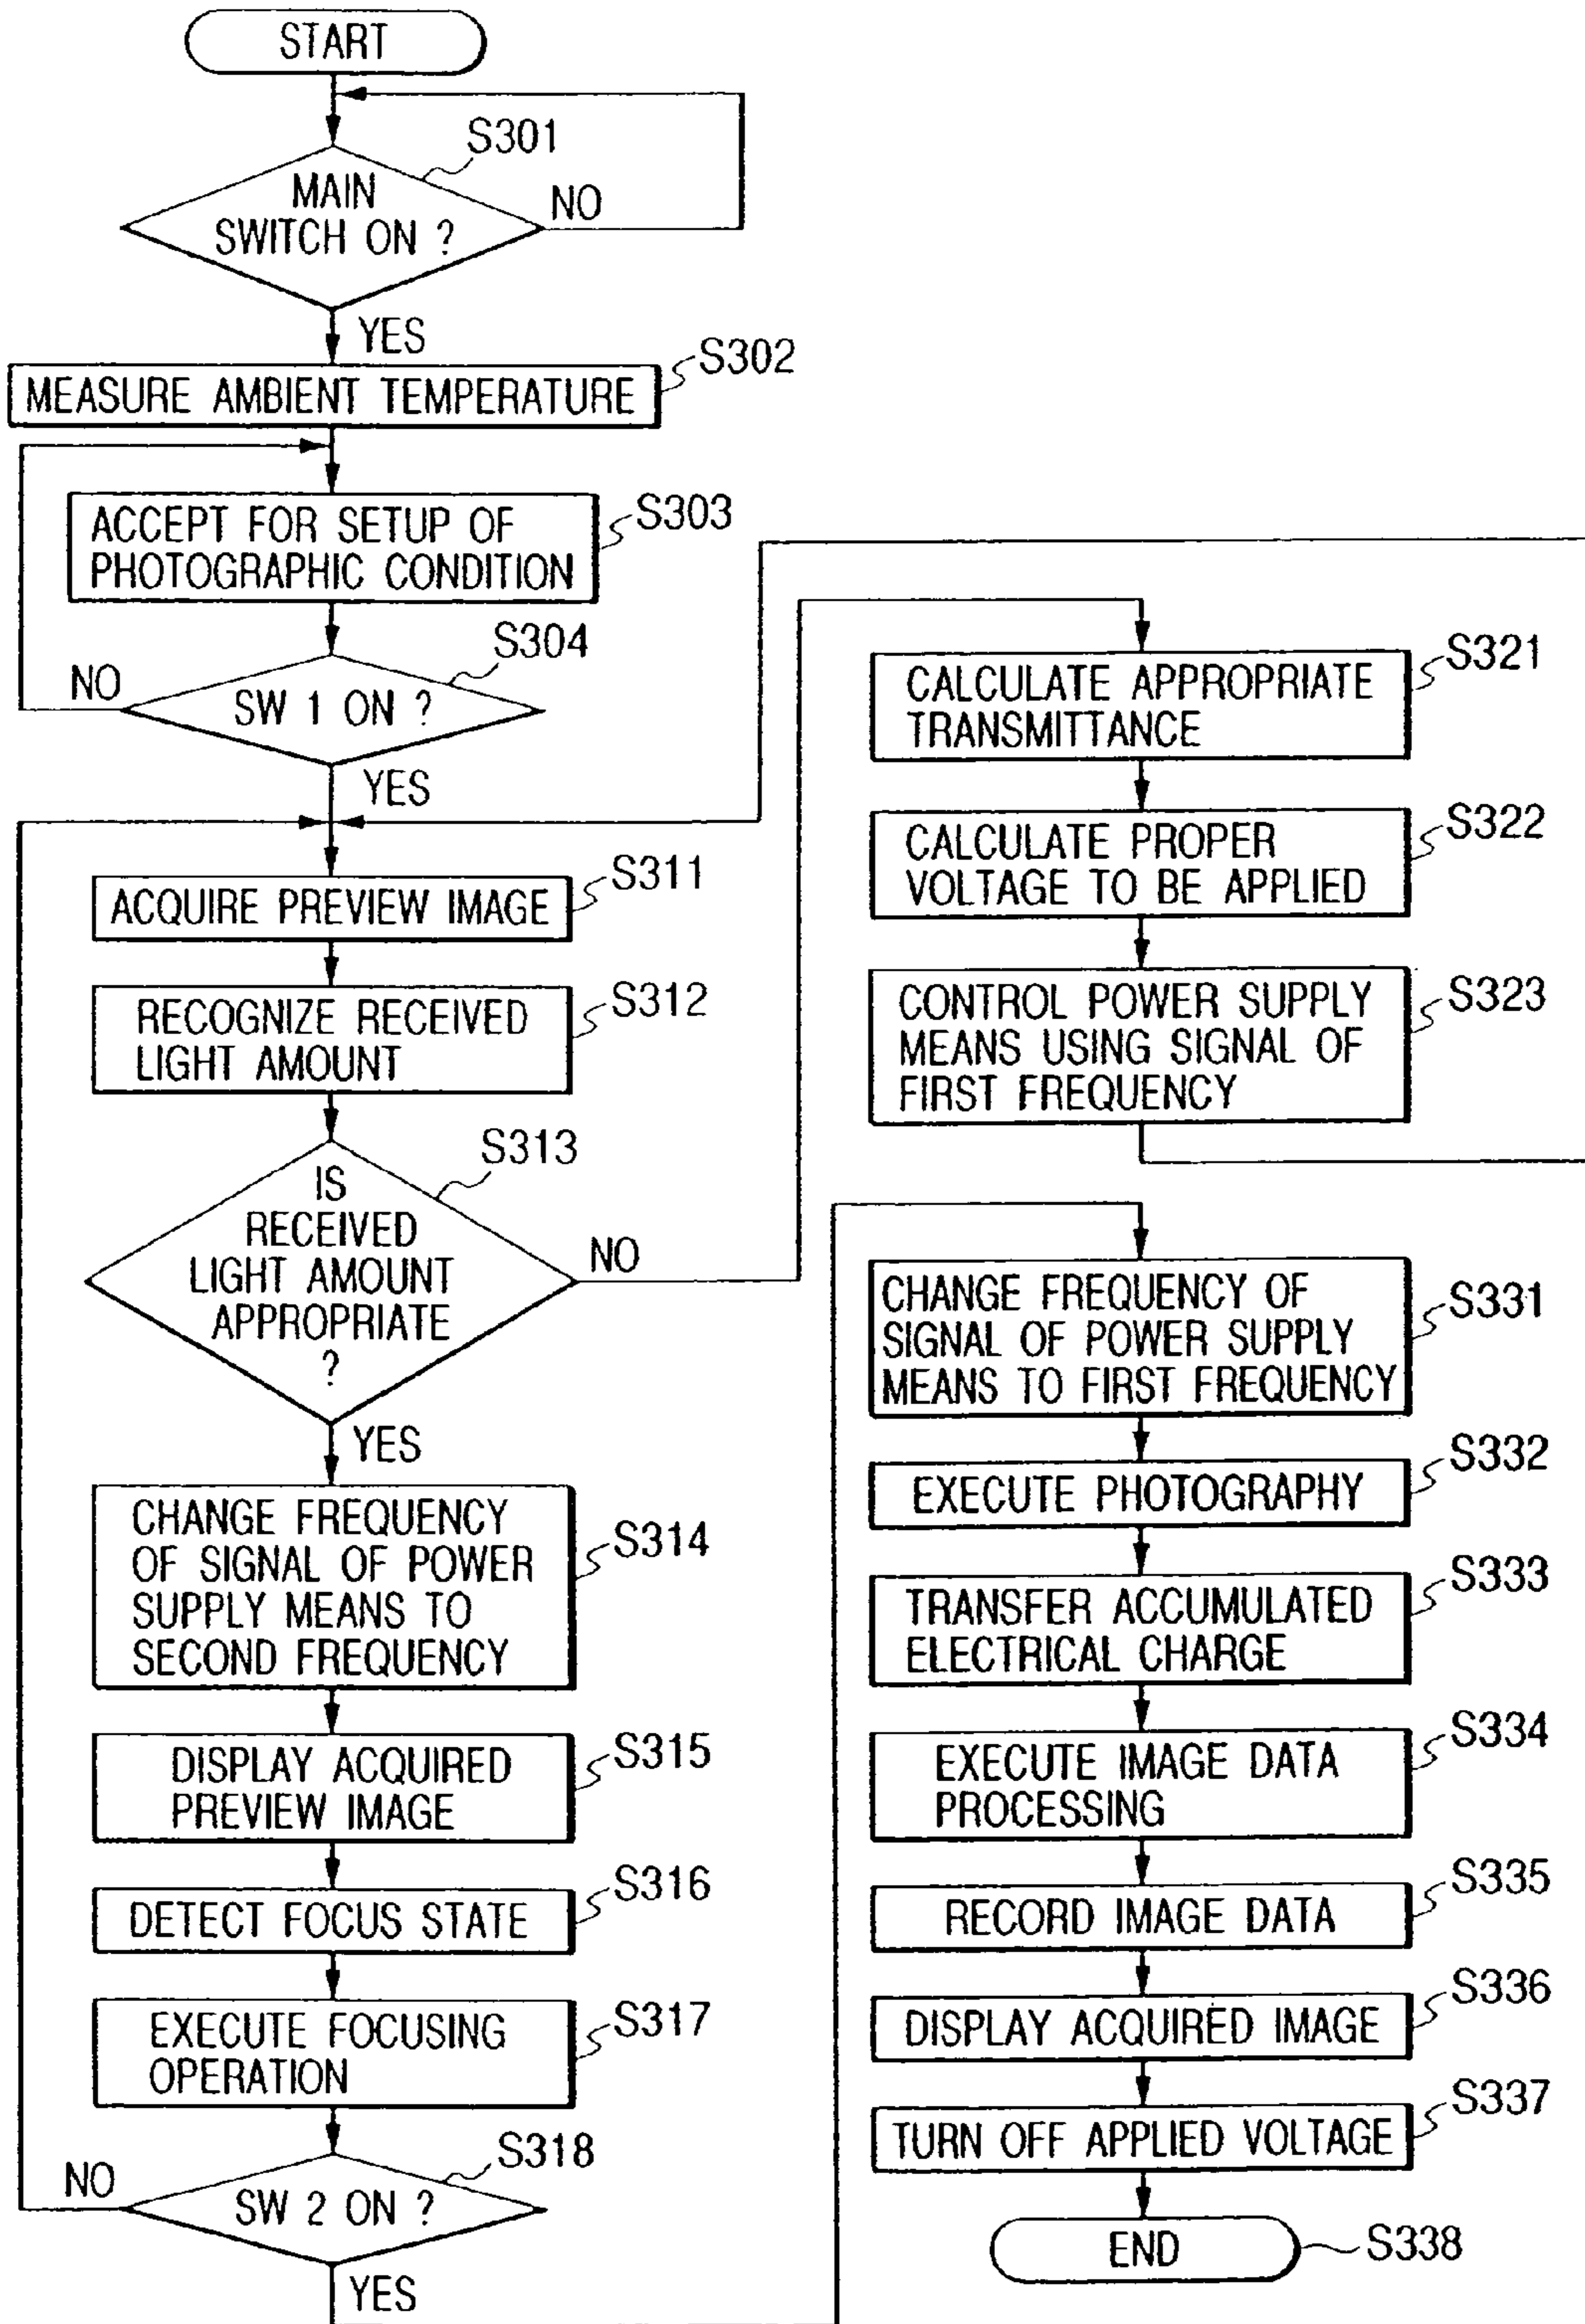 START
S301
MAIN
SWITCH ON ?
NO
YES
S302
MEASURE AMBIENT TEMPERATURE
S303
ACCEPT FOR SETUP OF
PHOTOGRAPHIC CONDITION
S304
NO
SW 1 ON ?
YES
S311
ACQUIRE PREVIEW IMAGE
S312
RECOGNIZE RECEIVED
LIGHT AMOUNT
S313
IS
RECEIVED
LIGHT AMOUNT
APPROPRIATE
?
NO
YES
S314
CHANGE FREQUENCY
OF SIGNAL OF POWER
SUPPLY MEANS TO
SECOND FREQUENCY
S315
DISPLAY ACQUIRED
PREVIEW IMAGE
S316
DETECT FOCUS STATE
S317
EXECUTE FOCUSING
OPERATION
S318
NO
SW 2 ON ?
YES
S321
CALCULATE APPROPRIATE
TRANSMITTANCE
S322
CALCULATE PROPER
VOLTAGE TO BE APPLIED
S323
CONTROL POWER SUPPLY
MEANS USING SIGNAL OF
FIRST FREQUENCY
S331
CHANGE FREQUENCY OF
SIGNAL OF POWER SUPPLY
MEANS TO FIRST FREQUENCY
S332
EXECUTE PHOTOGRAPHY
S333
TRANSFER ACCUMULATED
ELECTRICAL CHARGE
S334
EXECUTE IMAGE DATA
PROCESSING
S335
RECORD IMAGE DATA
S336
DISPLAY ACQUIRED IMAGE
S337
TURN OFF APPLIED VOLTAGE
END
S338